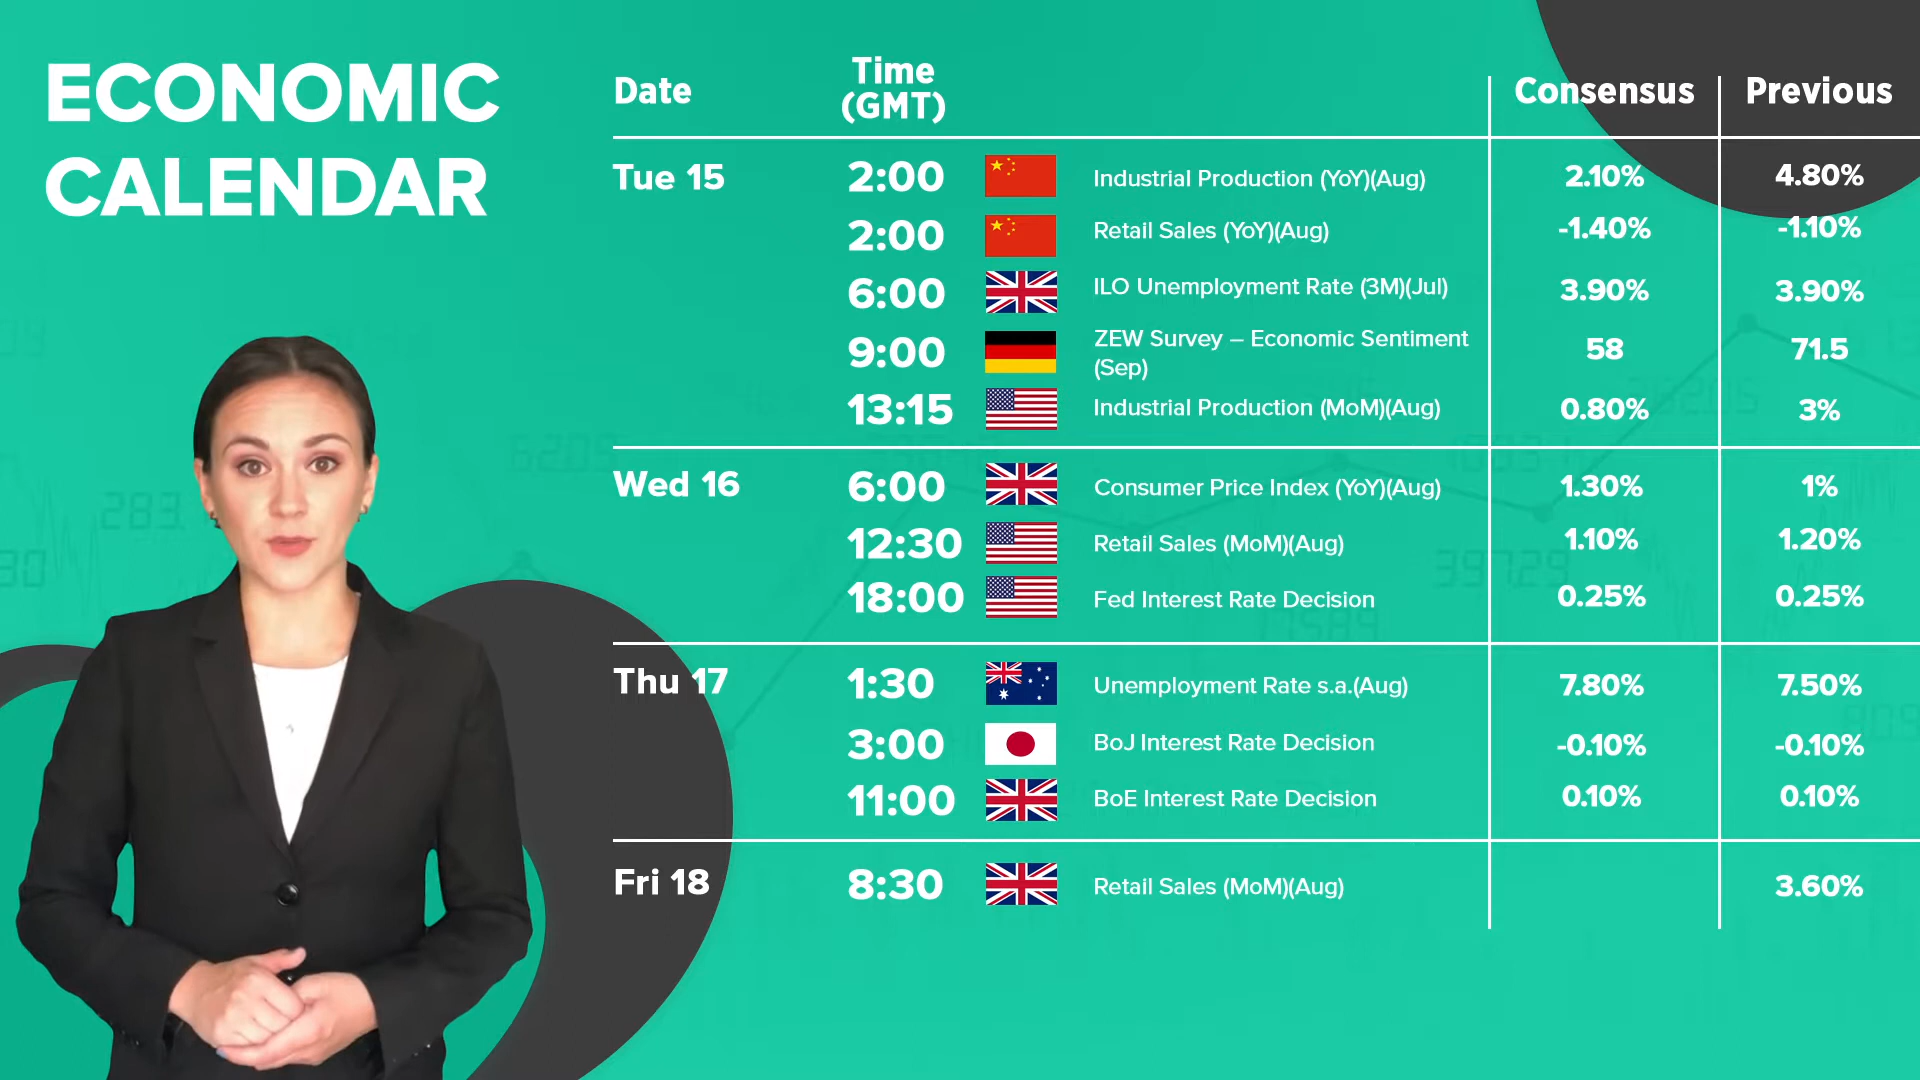 ECONOMIC
CALENDAR
Date Time (GMT) Consensus Previous
Tue 15 2:00 Industrial Production (YoY)(Aug) 2.10% 4.80%
2:00 Retail Sales (YoY)(Aug) -1.40% -1.10%
6:00 ILO Unemployment Rate (3M)(Jul) 3.90% 3.90%
9:00 ZEW Survey – Economic Sentiment (Sep) 58 71.5
13:15 Industrial Production (MoM)(Aug) 0.80% 3%
Wed 16 6:00 Consumer Price Index (YoY)(Aug) 1.30% 1%
12:30 Retail Sales (MoM)(Aug) 1.10% 1.20%
18:00 Fed Interest Rate Decision 0.25% 0.25%
Thu 17 1:30 Unemployment Rate s.a.(Aug) 7.80% 7.50%
3:00 BoJ Interest Rate Decision -0.10% -0.10%
11:00 BoE Interest Rate Decision 0.10% 0.10%
Fri 18 8:30 Retail Sales (MoM)(Aug) 3.60%